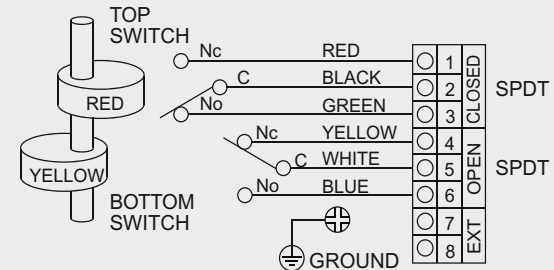 TOP
SWITCH
RED
YELLOW
BOTTOM
SWITCH
Nc RED 1
C BLACK 2
No GREEN 3
CLOSED
SPDT
Nc YELLOW 4
C WHITE 5
No BLUE 6
OPEN
SPDT
7
8
EXT
GROUND